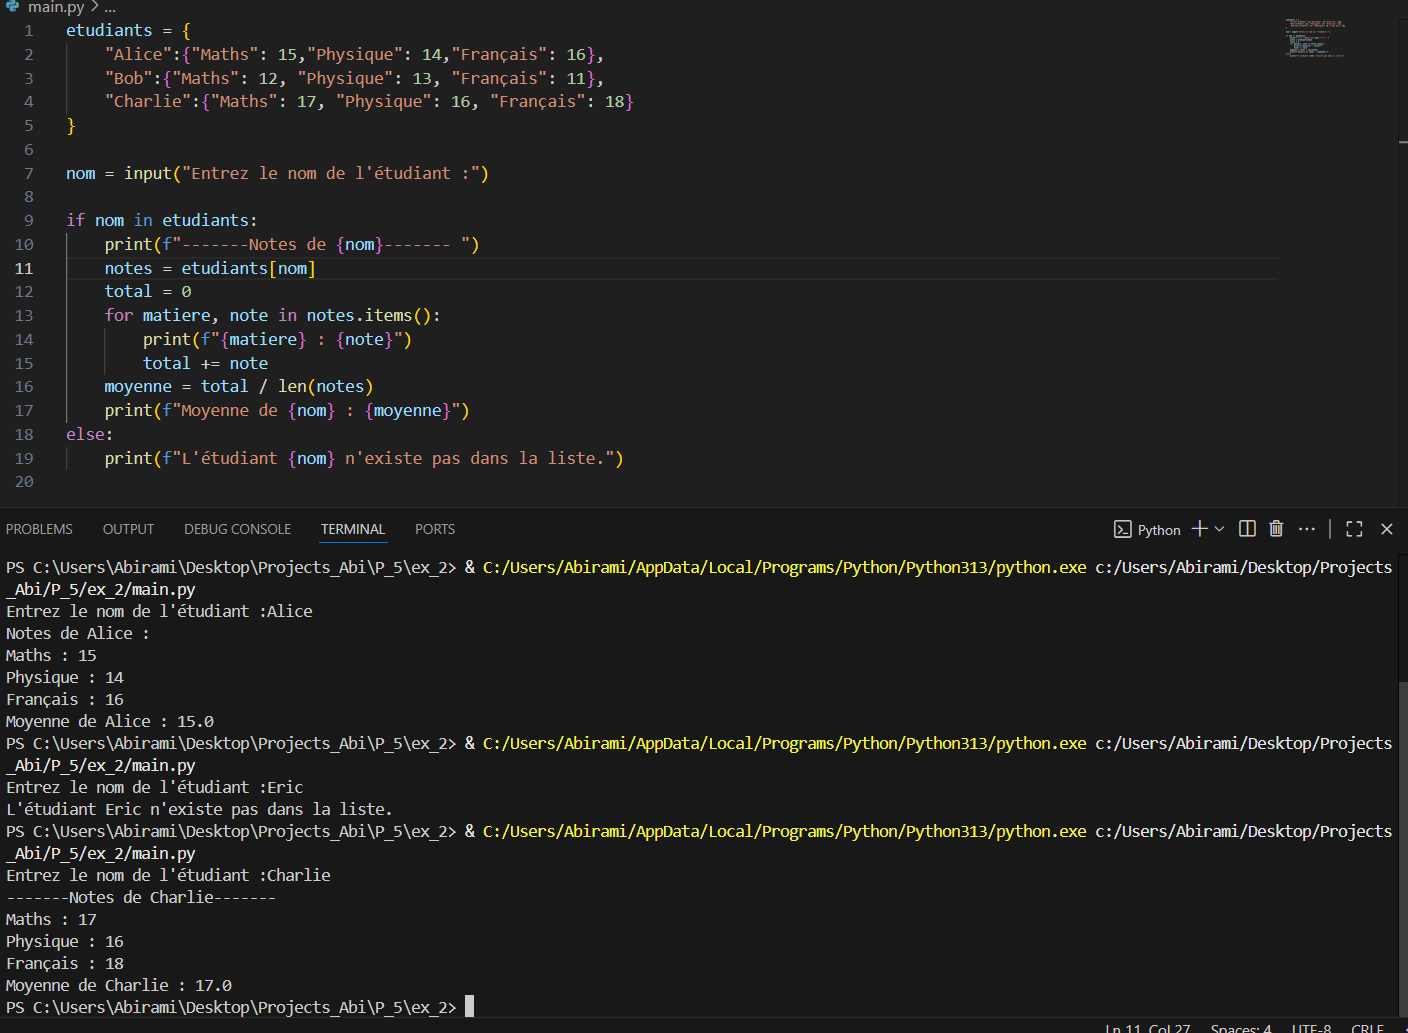 main.py > ...
1 etudiants = {
2     "Alice":{"Maths": 15,"Physique": 14,"Français": 16},
3     "Bob":{"Maths": 12, "Physique": 13, "Français": 11},
4     "Charlie":{"Maths": 17, "Physique": 16, "Français": 18}
5 }
6
7 nom = input("Entrez le nom de l'étudiant :")
8
9 if nom in etudiants:
10     print(f"-------Notes de {nom}------- ")
11     notes = etudiants[nom]
12     total = 0
13     for matiere, note in notes.items():
14         print(f"{matiere} : {note}")
15         total += note
16     moyenne = total / len(notes)
17     print(f"Moyenne de {nom} : {moyenne}")
18 else:
19     print(f"L'étudiant {nom} n'existe pas dans la liste.")
20
PROBLEMS OUTPUT DEBUG CONSOLE TERMINAL PORTS Python
PS C:\Users\Abirami\Desktop\Projects_Abi\P_5\ex_2> & C:/Users/Abirami/AppData/Local/Programs/Python/Python313/python.exe c:/Users/Abirami/Desktop/Projects
_Abi/P_5/ex_2/main.py
Entrez le nom de l'étudiant :Alice
Notes de Alice :
Maths : 15
Physique : 14
Français : 16
Moyenne de Alice : 15.0
PS C:\Users\Abirami\Desktop\Projects_Abi\P_5\ex_2> & C:/Users/Abirami/AppData/Local/Programs/Python/Python313/python.exe c:/Users/Abirami/Desktop/Projects
_Abi/P_5/ex_2/main.py
Entrez le nom de l'étudiant :Eric
L'étudiant Eric n'existe pas dans la liste.
PS C:\Users\Abirami\Desktop\Projects_Abi\P_5\ex_2> & C:/Users/Abirami/AppData/Local/Programs/Python/Python313/python.exe c:/Users/Abirami/Desktop/Projects
_Abi/P_5/ex_2/main.py
Entrez le nom de l'étudiant :Charlie
-------Notes de Charlie-------
Maths : 17
Physique : 16
Français : 18
Moyenne de Charlie : 17.0
PS C:\Users\Abirami\Desktop\Projects_Abi\P_5\ex_2>
Ln 11, Col 27 Spaces: 4 UTF-8 CRLF